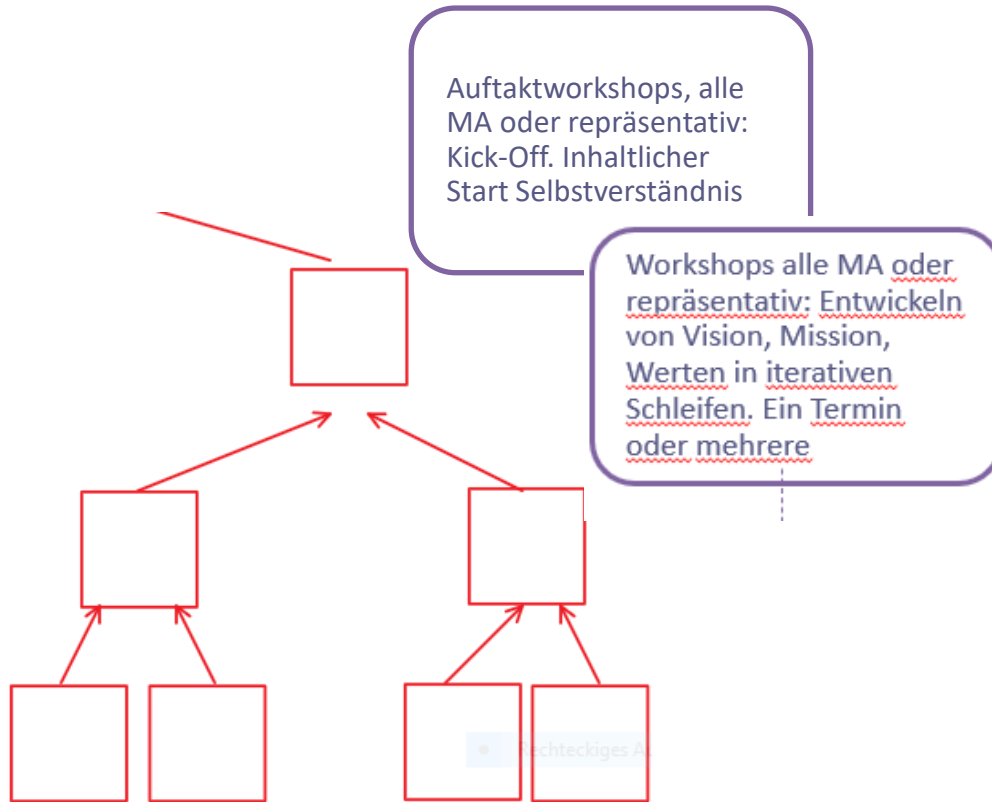 Auftaktworkshops, alle
MA oder repräsentativ:
Kick-Off. Inhaltlicher
Start Selbstverständnis
Workshops alle MA oder
repräsentativ: Entwickeln
von Vision, Mission,
Werten in iterativen
Schleifen. Ein Termin
oder mehrere
Rechteckiges